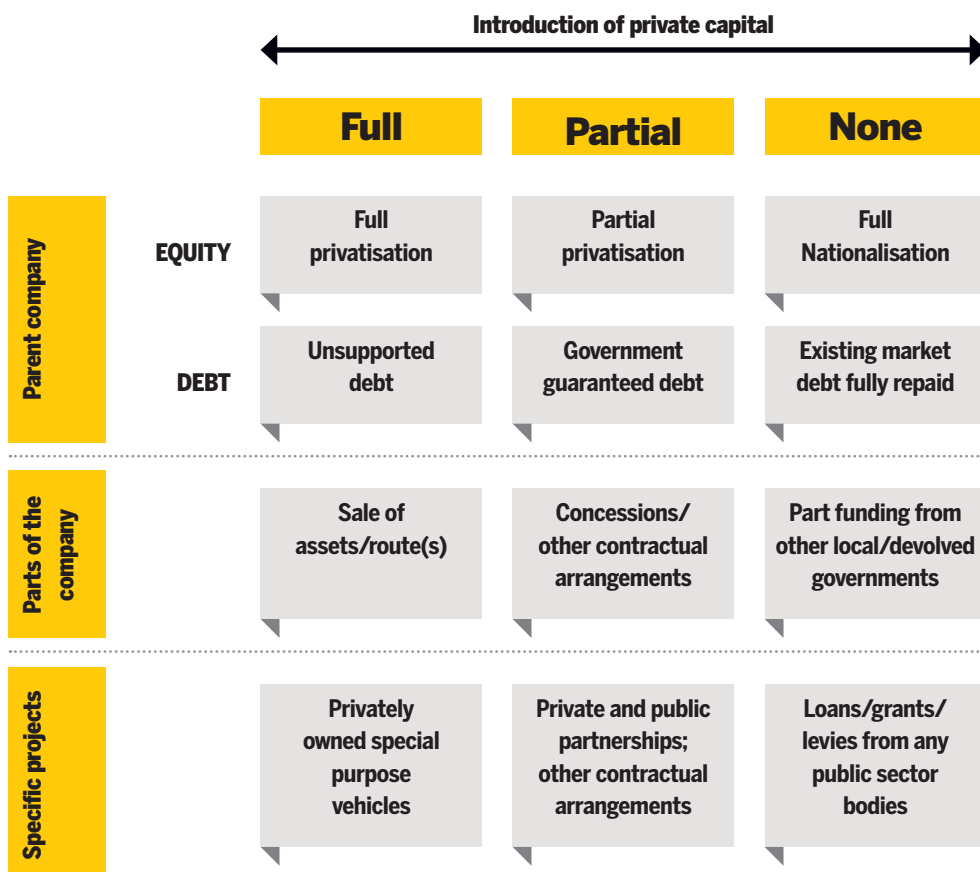 Introduction of private capital
Full
Partial
None
Parent company
EQUITY
Full
privatisation
Partial
privatisation
Full
Nationalisation
DEBT
Unsupported
debt
Government
guaranteed debt
Existing market
debt fully repaid
Parts of the
company
Sale of
assets/route(s)
Concessions/
other contractual
arrangements
Part funding from
other local/devolved
governments
Specific projects
Privately
owned special
purpose
vehicles
Private and public
partnerships;
other contractual
arrangements
Loans/grants/
levies from any
public sector
bodies